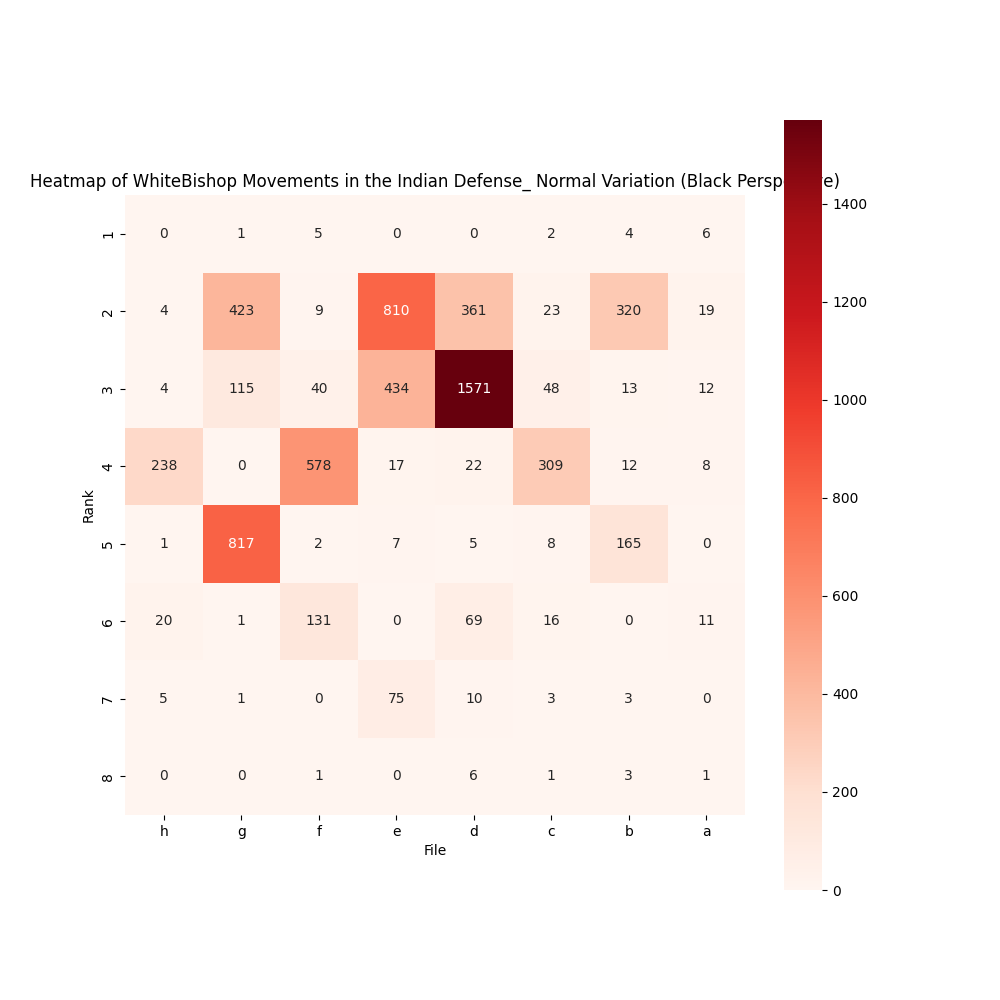 Heatmap of WhiteBishop Movements in the Indian Defense_ Normal Variation (Black Persp e)
1 0 1 5 0 0 2 4 6
2 4 423 9 810 361 23 320 19
3 4 115 40 434 1571 48 13 12
4 238 0 578 17 22 309 12 8
5 1 817 2 7 5 8 165 0
6 20 1 131 0 69 16 0 11
7 5 1 0 75 10 3 3 0
8 0 0 1 0 6 1 3 1
h g f e d c b a
File
Rank
1400
1200
1000
800
600
400
200
0